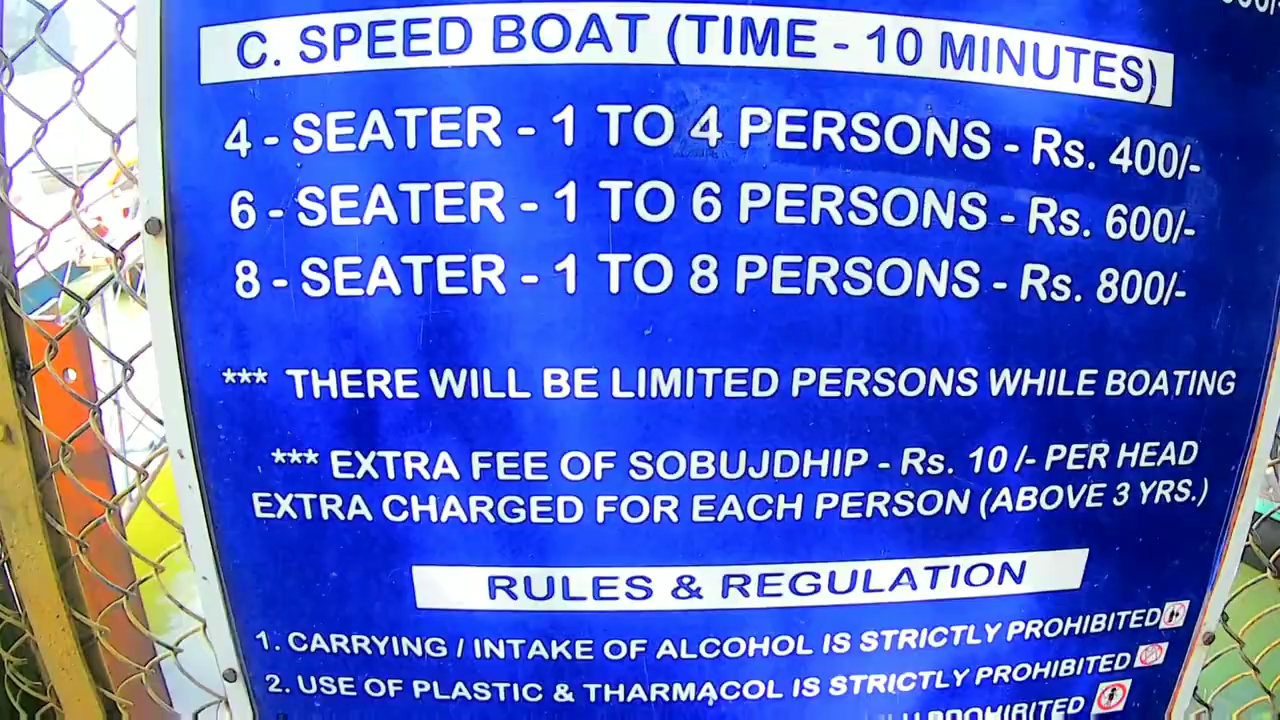 C. SPEED BOAT (TIME - 10 MINUTES)
4 - SEATER - 1 TO 4 PERSONS - Rs. 400/-
6 - SEATER - 1 TO 6 PERSONS - Rs. 600/-
8 - SEATER - 1 TO 8 PERSONS - Rs. 800/-
*** THERE WILL BE LIMITED PERSONS WHILE BOATING
*** EXTRA FEE OF SOBUJDHIP - Rs. 10 /- PER HEAD
EXTRA CHARGED FOR EACH PERSON (ABOVE 3 YRS.)
RULES & REGULATION
1. CARRYING / INTAKE OF ALCOHOL IS STRICTLY PROHIBITED
2. USE OF PLASTIC & THARMACOL IS STRICTLY PROHIBITED
PROHIBITED